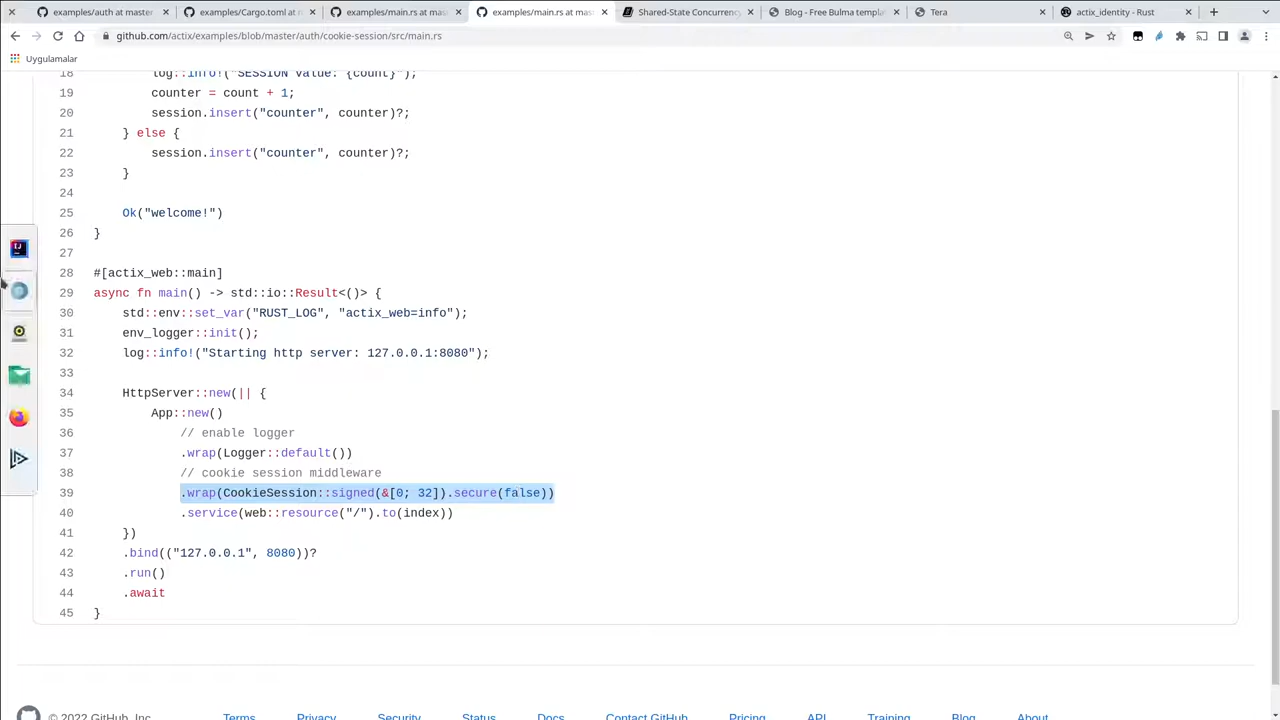 examples/auth at master
examples/Cargo.toml at m
examples/main.rs at mas
examples/main.rs at mas
Shared-State Concurrency
Blog - Free Bulma templa
Tera
actix_identity - Rust
github.com/actix/examples/blob/master/auth/cookie-session/src/main.rs
Uygulamalar
18 log::info!("SESSION value: {count}");
19 counter = count + 1;
20 session.insert("counter", counter)?;
21 } else {
22 session.insert("counter", counter)?;
23 }
24
25 Ok("welcome!")
26 }
27
28 #[actix_web::main]
29 async fn main() -> std::io::Result<()> {
30 std::env::set_var("RUST_LOG", "actix_web=info");
31 env_logger::init();
32 log::info!("Starting http server: 127.0.0.1:8080");
33
34 HttpServer::new(|| {
35 App::new()
36 // enable logger
37 .wrap(Logger::default())
38 // cookie session middleware
39 .wrap(CookieSession::signed(&[0; 32]).secure(false))
40 .service(web::resource("/").to(index))
41 })
42 .bind(("127.0.0.1", 8080))?
43 .run()
44 .await
45 }
© 2022 GitHub, Inc. Terms Privacy Security Status Docs Contact GitHub Pricing API Training Blog About